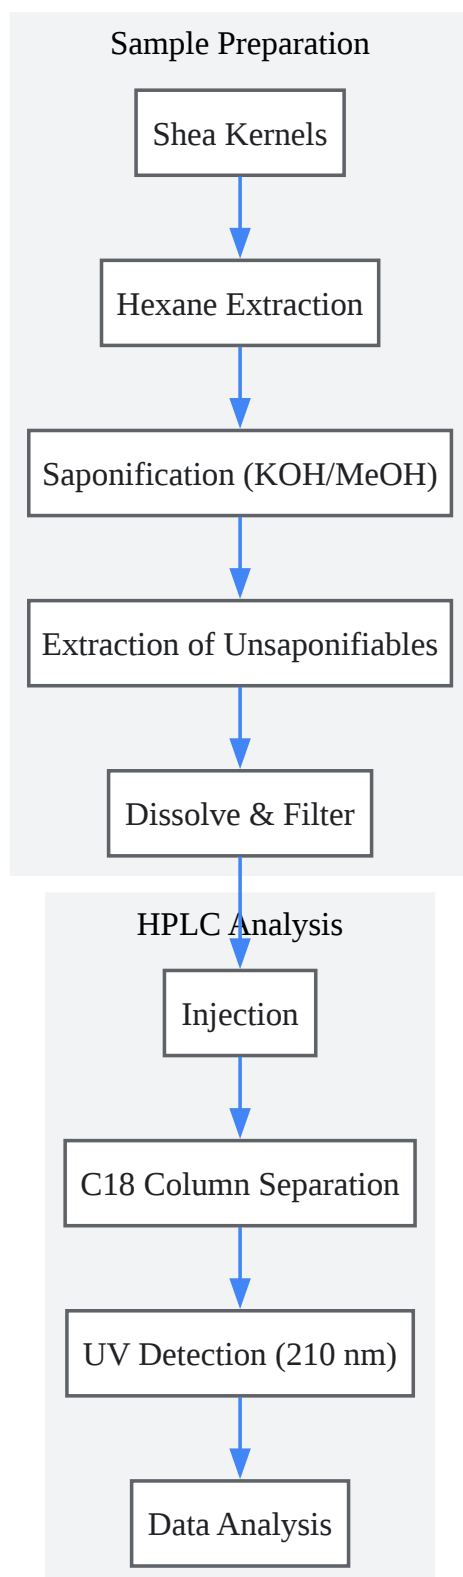 Sample Preparation
Shea Kernels
Hexane Extraction
Saponification (KOH/MeOH)
Extraction of Unsaponifiables
Dissolve & Filter
HPLC Analysis
Injection
C18 Column Separation
UV Detection (210 nm)
Data Analysis